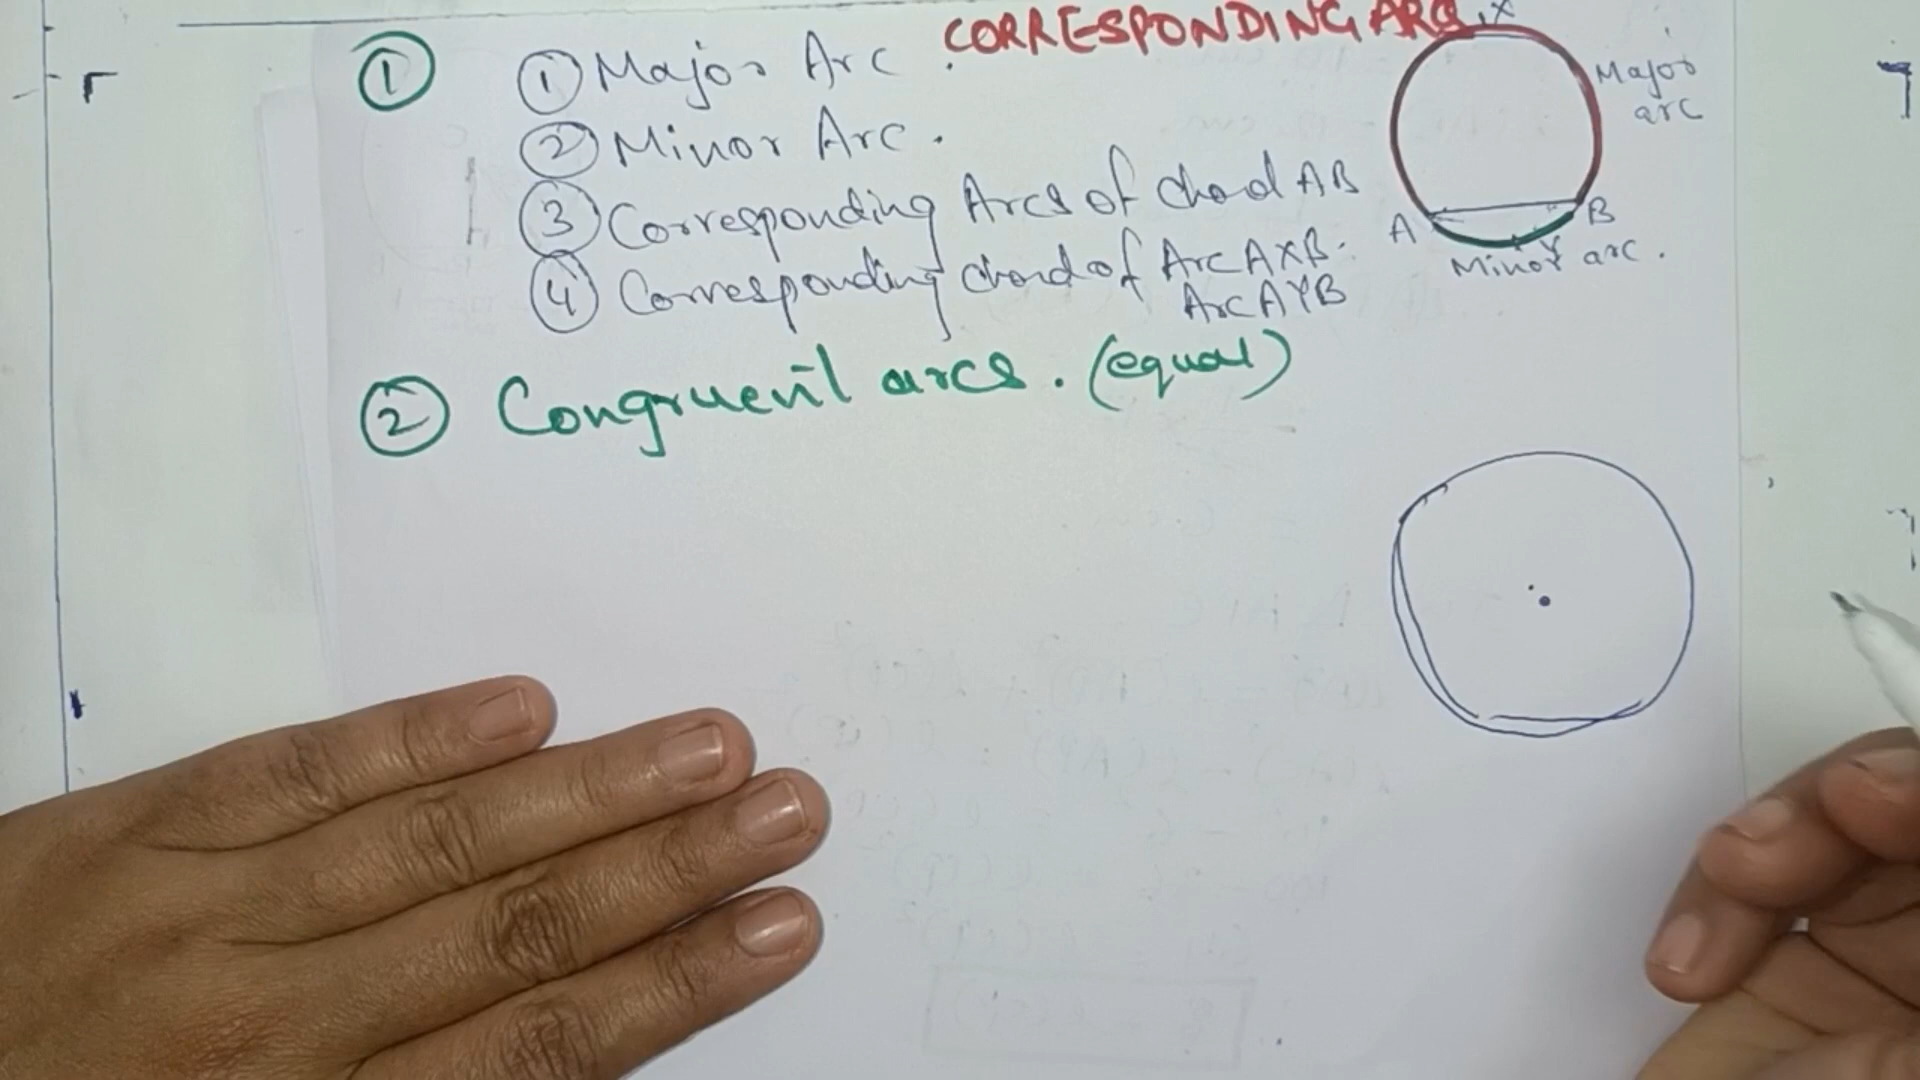 CORRESPONDING ARC
X
① ① Major Arc.
Major
arc
② Minor Arc.
③ Corresponding Arcs of chord AB
A
B
④ Corresponding chord of Arc AXB.
Arc AYB
Y
Minor arc.
② Congruent arcs. (equal)